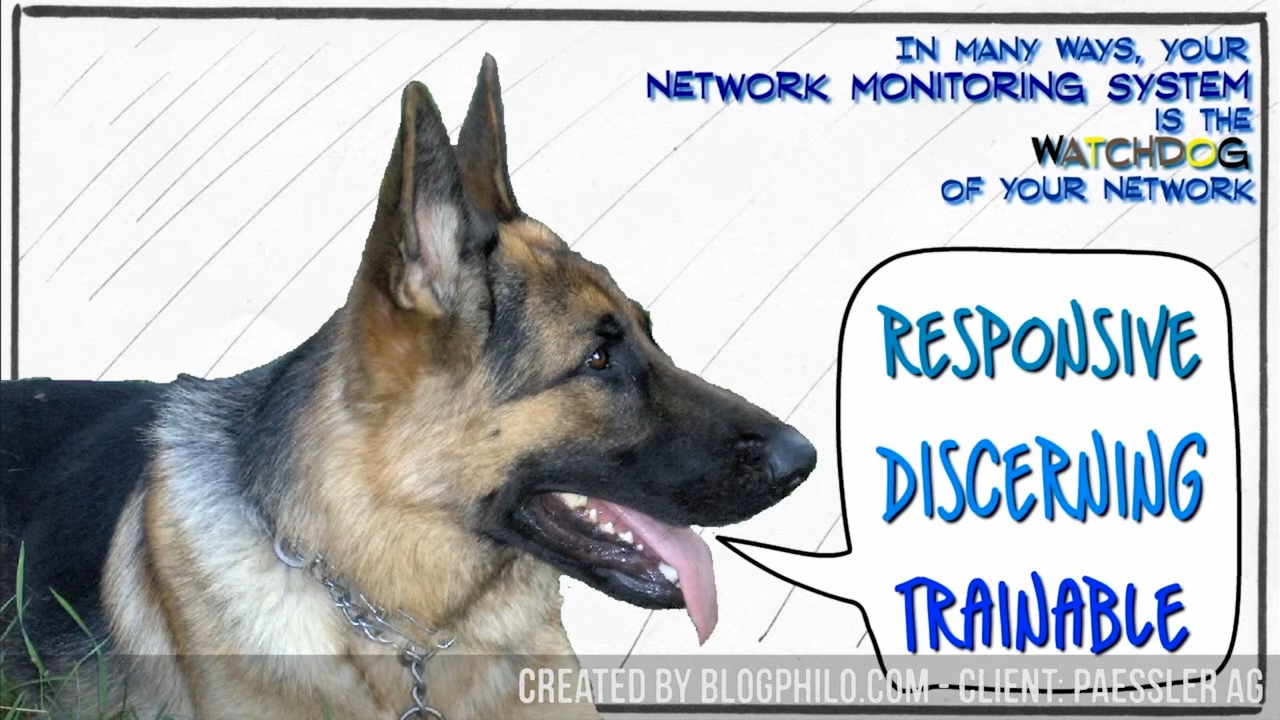 IN MANY WAYS, YOUR
NETWORK MONITORING SYSTEM
IS THE
WATCHDOG
OF YOUR NETWORK
RESPONSIVE
DISCERNING
TRAINABLE
CREATED BY BLOGPHILO.COM - CLIENT: PAESSLER AG